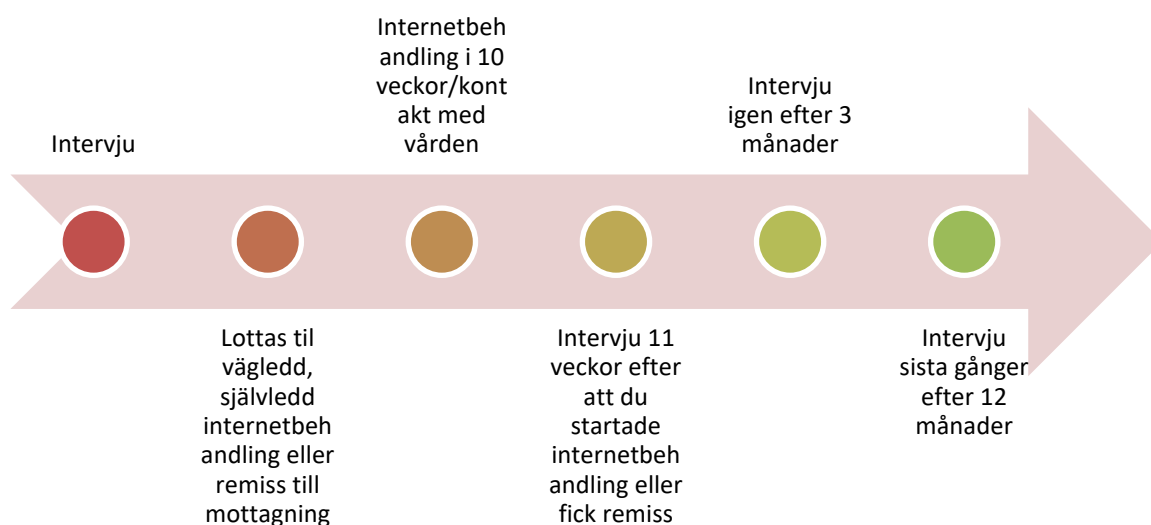 Intervju
Lottas til
vägledd,
självledd
internetbeh
andling eller
remiss till
mottagning
Internetbeh
andling i 10
veckor/kont
akt med
vården
Intervju 11
veckor efter
att du
startade
internetbeh
andling eller
fick remiss
Intervju
igen efter 3
månader
Intervju
sista gånger
efter 12
månader